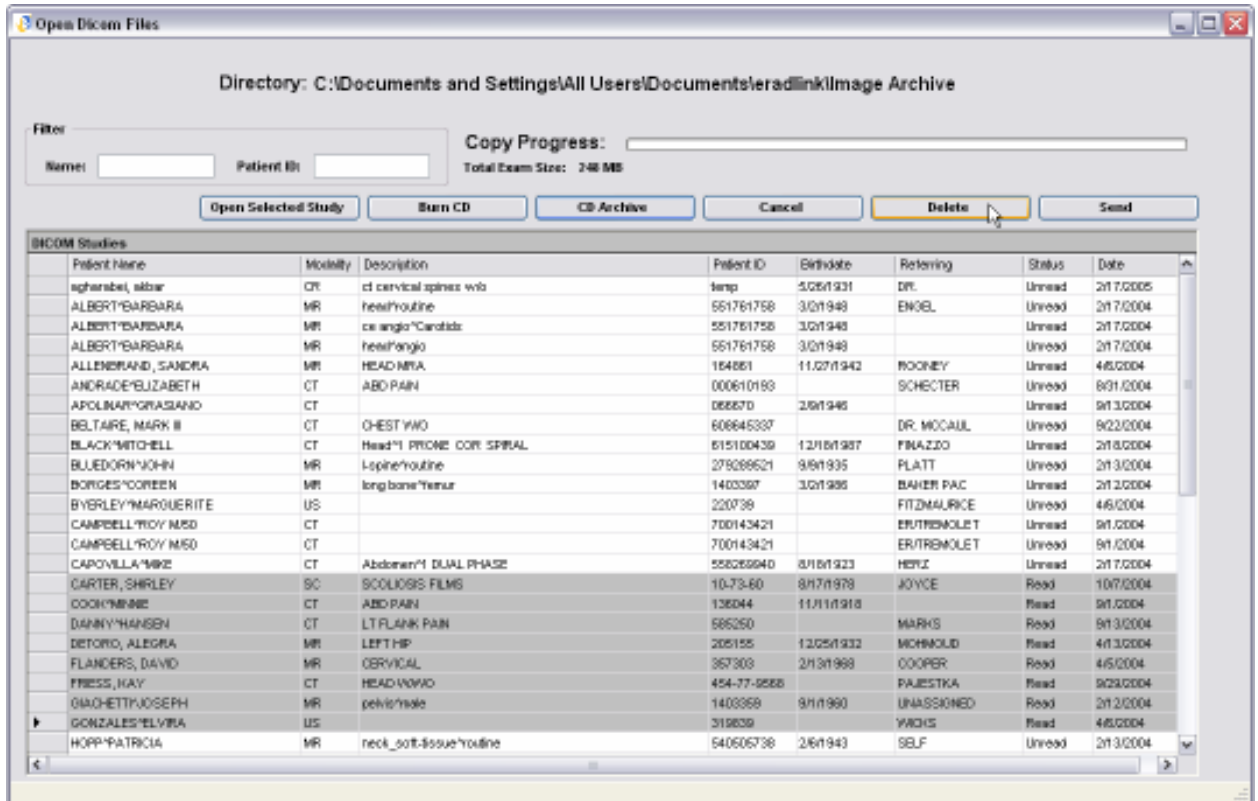 Open Dicom Files
Directory: C:\Documents and Settings\All Users\Documents\eradlink\Image Archive
Filter
Name: Patient ID:
Copy Progress:
Total Exam Size: 248 MB
Open Selected Study Burn CD CD Archive Cancel Delete Send
DICOM Studies
Patient Name Modality Description Patient ID Birthdate Referring Status Date
agharabei, akbar CR ct cervical spines w/o temp 5/26/1931 DR. Unread 2/17/2005
ALBERT^BARBARA MR head^routine 551761758 3/2/1948 ENGEL Unread 2/17/2004
ALBERT^BARBARA MR ce angio^Carotids 551761758 3/2/1948 Unread 2/17/2004
ALBERT^BARBARA MR head^angio 551761758 3/2/1948 Unread 2/17/2004
ALLENBRAND, SANDRA MR HEAD MRA 164861 11/27/1942 ROONEY Unread 4/6/2004
ANDRADE^ELIZABETH CT ABD PAIN 000610193 SCHECTER Unread 8/31/2004
APOLINAR^GRASIANO CT 066670 2/9/1946 Unread 9/13/2004
BELTAIRE, MARK III CT CHEST W/O 608645337 DR. MCCAUL Unread 9/22/2004
BLACK^MITCHELL CT Head^1 PRONE COR SPIRAL 615100439 12/16/1987 FINAZZO Unread 2/18/2004
BLUEDORN^JOHN MR l-spine^routine 279289521 9/9/1935 PLATT Unread 2/13/2004
BORGES^COREEN MR long bone^femur 1403397 3/2/1986 BAHER PAC Unread 2/12/2004
BYERLEY^MARGUERITE US 220739 FITZMAURICE Unread 4/6/2004
CAMPBELL^ROY M/50 CT 700143421 ER/TREMOLET Unread 9/1/2004
CAMPBELL^ROY M/50 CT 700143421 ER/TREMOLET Unread 9/1/2004
CAPOVILLA^MIKE CT Abdomen^1 DUAL PHASE 558269940 8/18/1923 HERZ Unread 2/17/2004
CARTER, SHIRLEY SC SCOLIOSIS FILMS 10-73-60 8/17/1978 JOYCE Read 10/7/2004
COOK^MINNIE CT ABD PAIN 136044 11/11/1918 Read 9/1/2004
DANNY^HANSEN CT LT FLANK PAIN 585250 MARKS Read 9/13/2004
DETORO, ALEGRA MR LEFT HIP 205155 12/25/1932 MOHMOUD Read 4/13/2004
FLANDERS, DAVID MR CERVICAL 357303 2/13/1968 COOPER Read 4/5/2004
FRIESS, KAY CT HEAD W/WO 454-77-9568 PAJESTKA Read 9/29/2004
GIACHETTI^JOSEPH MR pelvis^male 1403359 9/1/1960 UNASSIGNED Read 2/12/2004
GONZALES^ELVIRA US 319839 Read 4/6/2004
HOPP^PATRICIA MR neck_soft-tissue^routine 540505738 2/6/1943 SELF Unread 2/13/2004